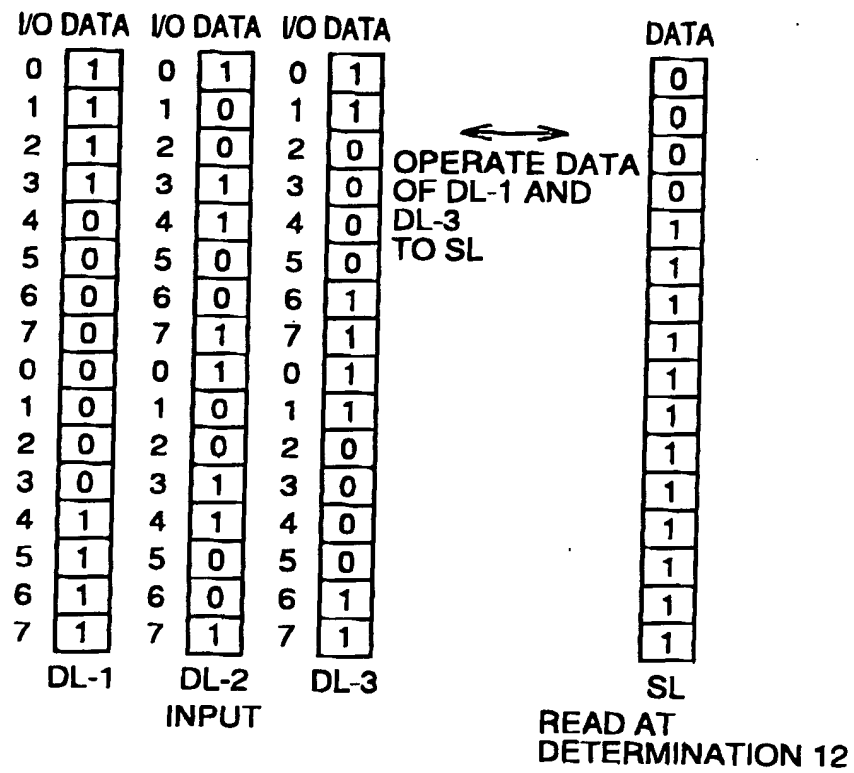 I/O DATA I/O DATA I/O DATA DATA
0 1 0 1 0 1 0
1 1 1 0 1 1 0
2 1 2 0 2 0 0
3 1 3 1 3 0 0
4 0 4 1 4 0 1
5 0 5 0 5 0 1
6 0 6 0 6 1 1
7 0 7 1 7 1 1
0 0 0 1 0 1 1
1 0 1 0 1 1 1
2 0 2 0 2 0 1
3 0 3 1 3 0 1
4 1 4 1 4 0 1
5 1 5 0 5 0 1
6 1 6 0 6 1 1
7 1 7 1 7 1 1
OPERATE DATA
OF DL-1 AND
DL-3
TO SL
DL-1 DL-2 DL-3 SL
INPUT
READ AT
DETERMINATION 12